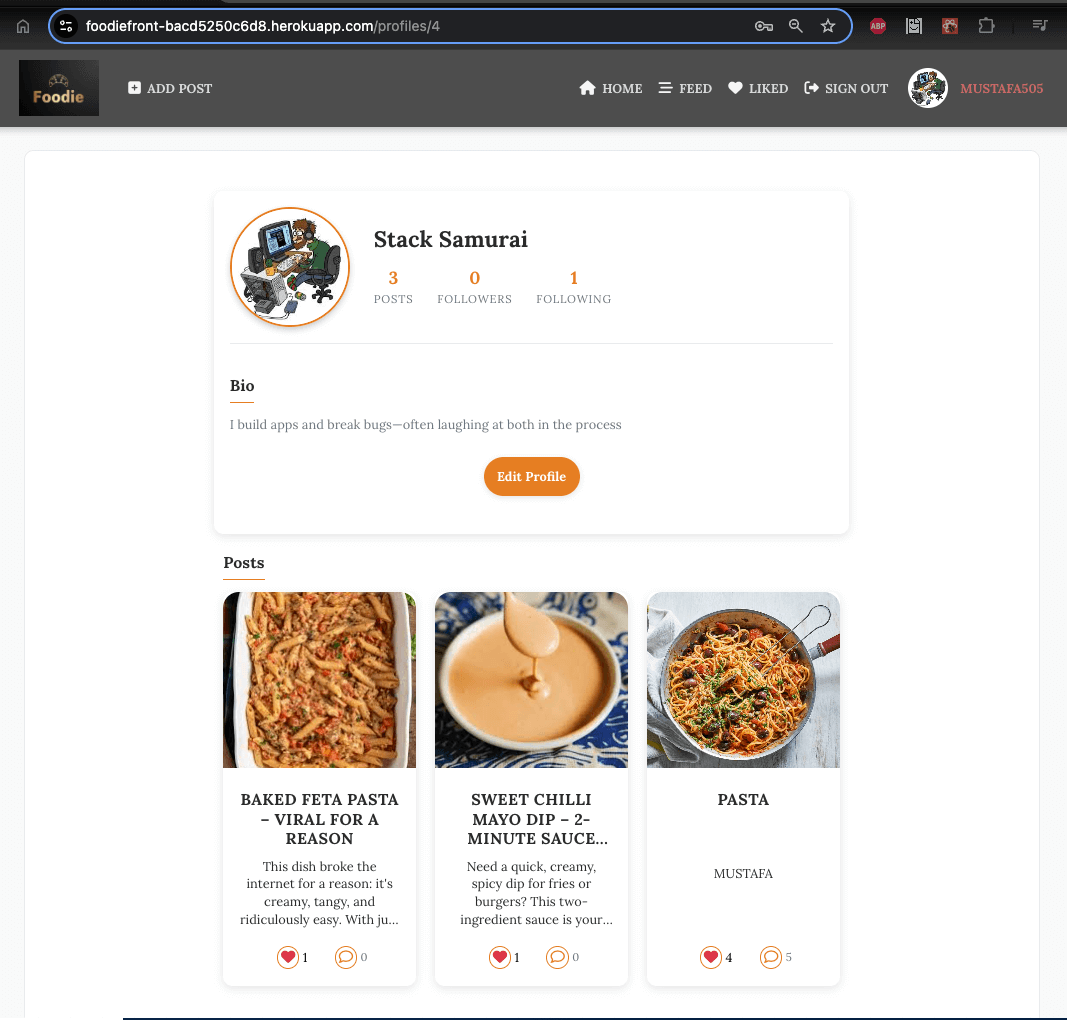 foodiefront-bacd5250c6d8.herokuapp.com/profiles/4
ABP
Foodie
ADD POST
HOME
FEED
LIKED
SIGN OUT
MUSTAFA505
Stack Samurai
3 0 1
POSTS FOLLOWERS FOLLOWING
Bio
I build apps and break bugs—often laughing at both in the process
Edit Profile
Posts
BAKED FETA PASTA
– VIRAL FOR A
REASON
This dish broke the
internet for a reason: it's
creamy, tangy, and
ridiculously easy. With ju...
1 0
SWEET CHILLI
MAYO DIP – 2-
MINUTE SAUCE...
Need a quick, creamy,
spicy dip for fries or
burgers? This two-
ingredient sauce is your...
1 0
PASTA
MUSTAFA
4 5